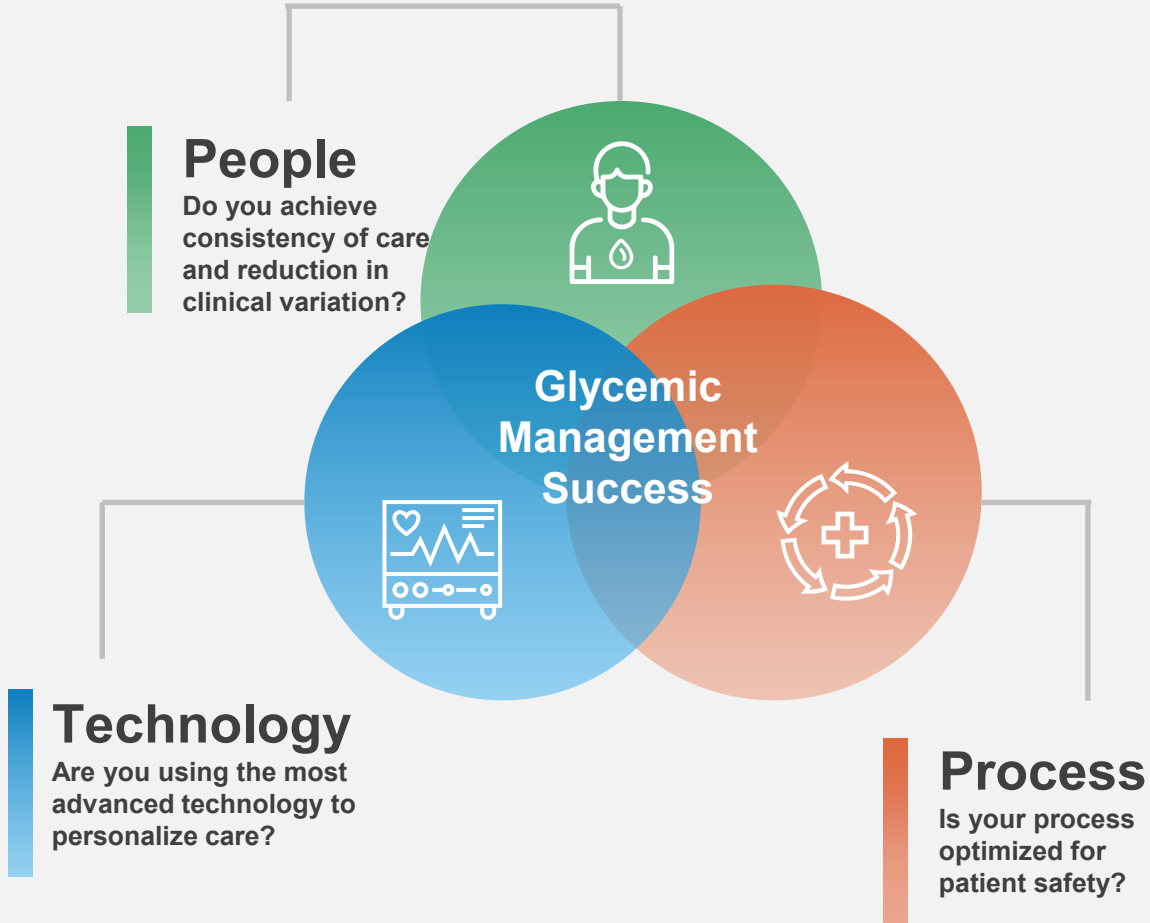 People
Do you achieve
consistency of care
and reduction in
clinical variation?
Glycemic
Management
Success
Technology
Are you using the most
advanced technology to
personalize care?
Process
Is your process
optimized for
patient safety?